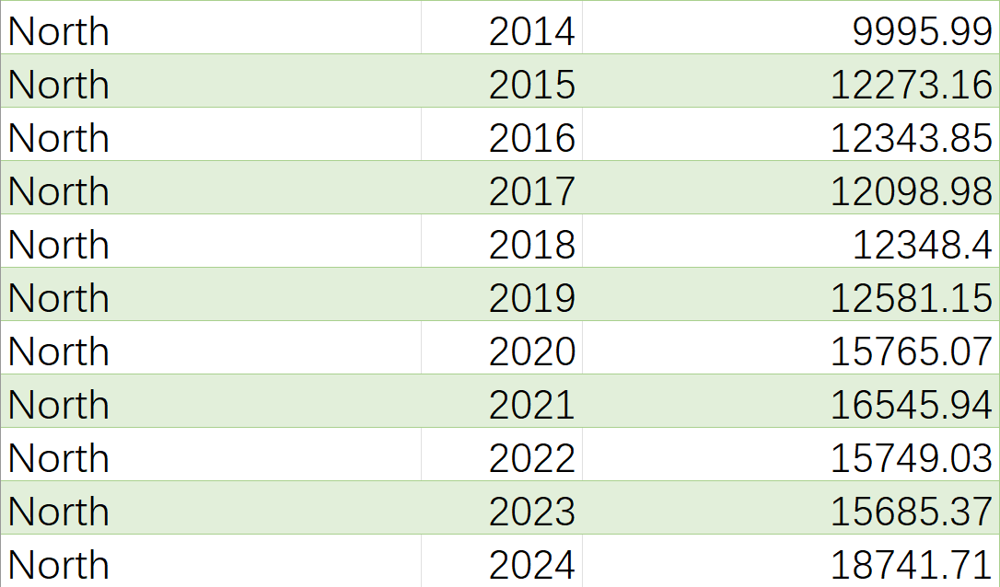 North 2014 9995.99
North 2015 12273.16
North 2016 12343.85
North 2017 12098.98
North 2018 12348.4
North 2019 12581.15
North 2020 15765.07
North 2021 16545.94
North 2022 15749.03
North 2023 15685.37
North 2024 18741.71